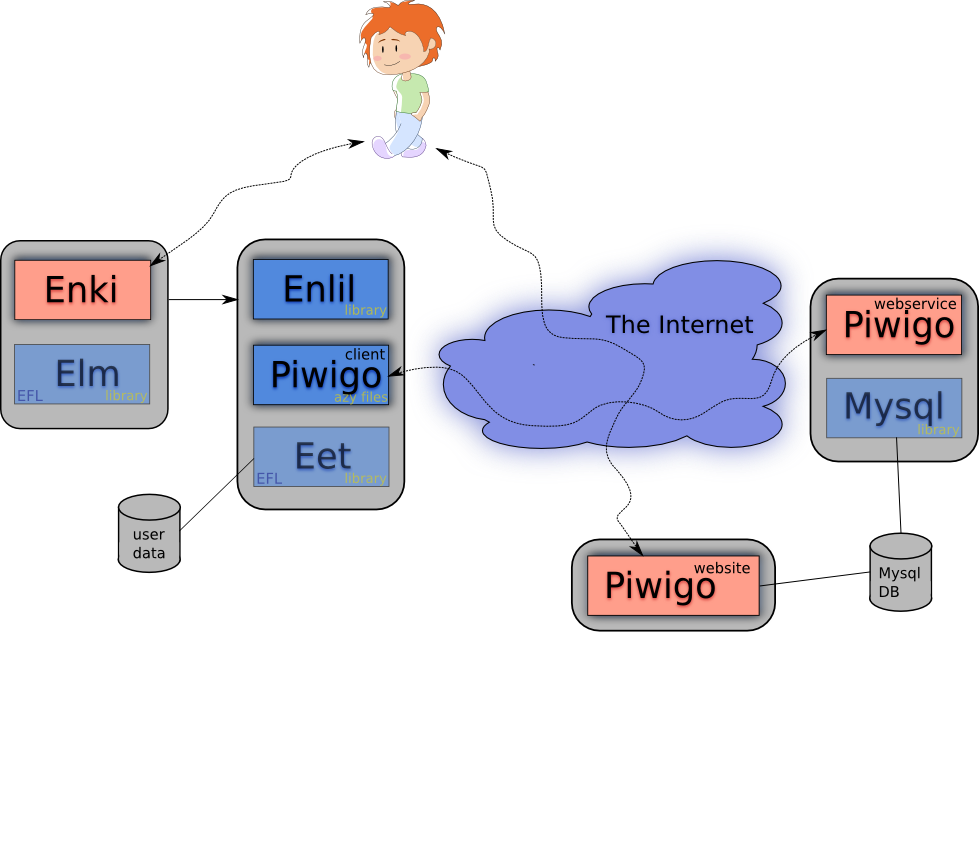 Enki
Elm
EFL library
Enlil
library
client
Piwigo
azy files
Eet
EFL library
user
data
The Internet
webservice
Piwigo
Mysql
library
website
Piwigo
Mysql
DB